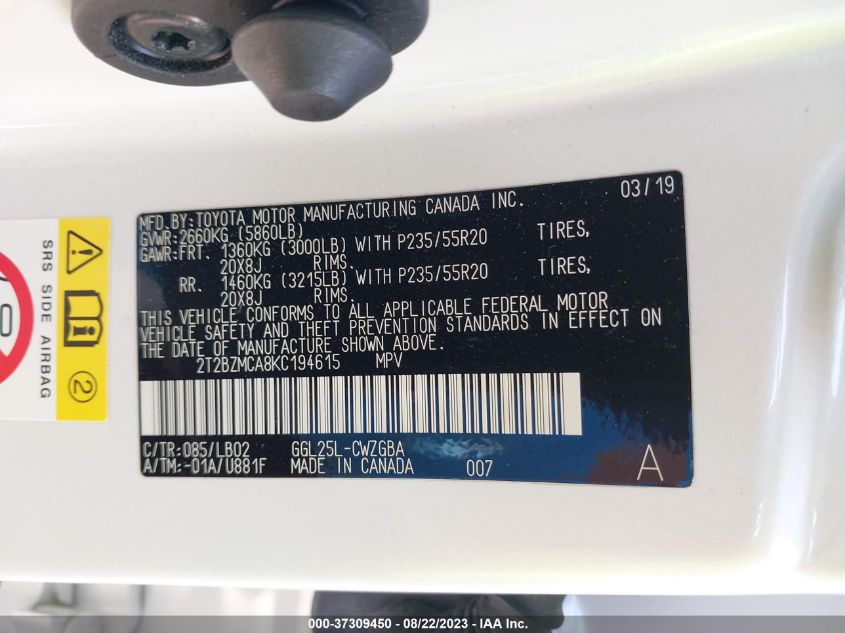 03/19
MFD.BY:TOYOTA MOTOR MANUFACTURING CANADA INC.
GVWR:2660KG (5860LB)
GAWR:FRT. 1360KG (3000LB) WITH P235/55R20 TIRES,
20X8J RIMS.
RR. 1460KG (3215LB) WITH P235/55R20 TIRES,
20X8J RIMS.
THIS VEHICLE CONFORMS TO ALL APPLICABLE FEDERAL MOTOR
VEHICLE SAFETY AND THEFT PREVENTION STANDARDS IN EFFECT ON
THE DATE OF MANUFACTURE SHOWN ABOVE.
2T2BZMCA8KC194615 MPV
C/TR:085/LB02 GGL25L-CWZGBA
A/TM:-01A/U881F MADE IN CANADA 007 A
SRS SIDE AIRBAG
2
000-37309450 - 08/22/2023 - IAA Inc.